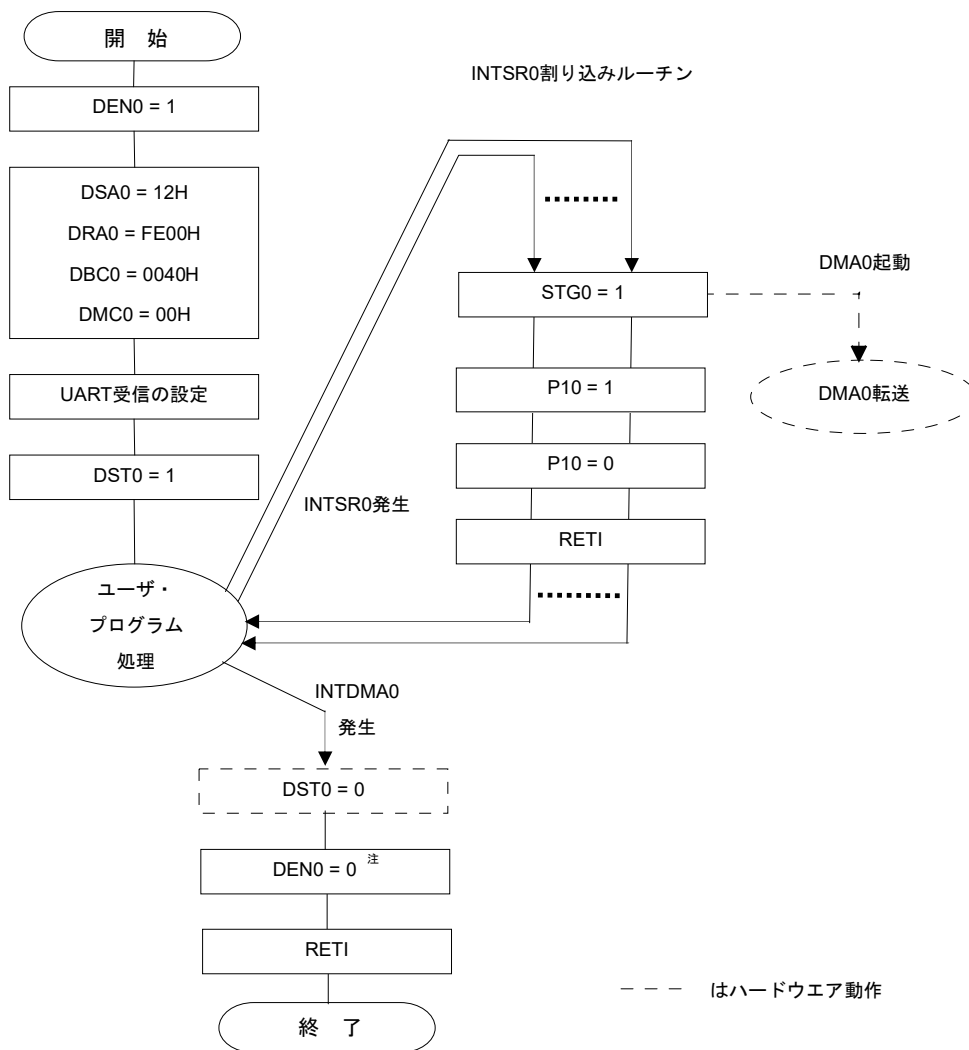 開 始
DEN0 = 1
DSA0 = 12H
DRA0 = FE00H
DBC0 = 0040H
DMC0 = 00H
UART受信の設定
DST0 = 1
ユーザ・
プログラム
処理
INTSR0発生
INTSR0割り込みルーチン
STG0 = 1
P10 = 1
P10 = 0
RETI
DMA0起動
DMA0転送
INTDMA0
発生
DST0 = 0
DEN0 = 0 注
RETI
終 了
はハードウエア動作